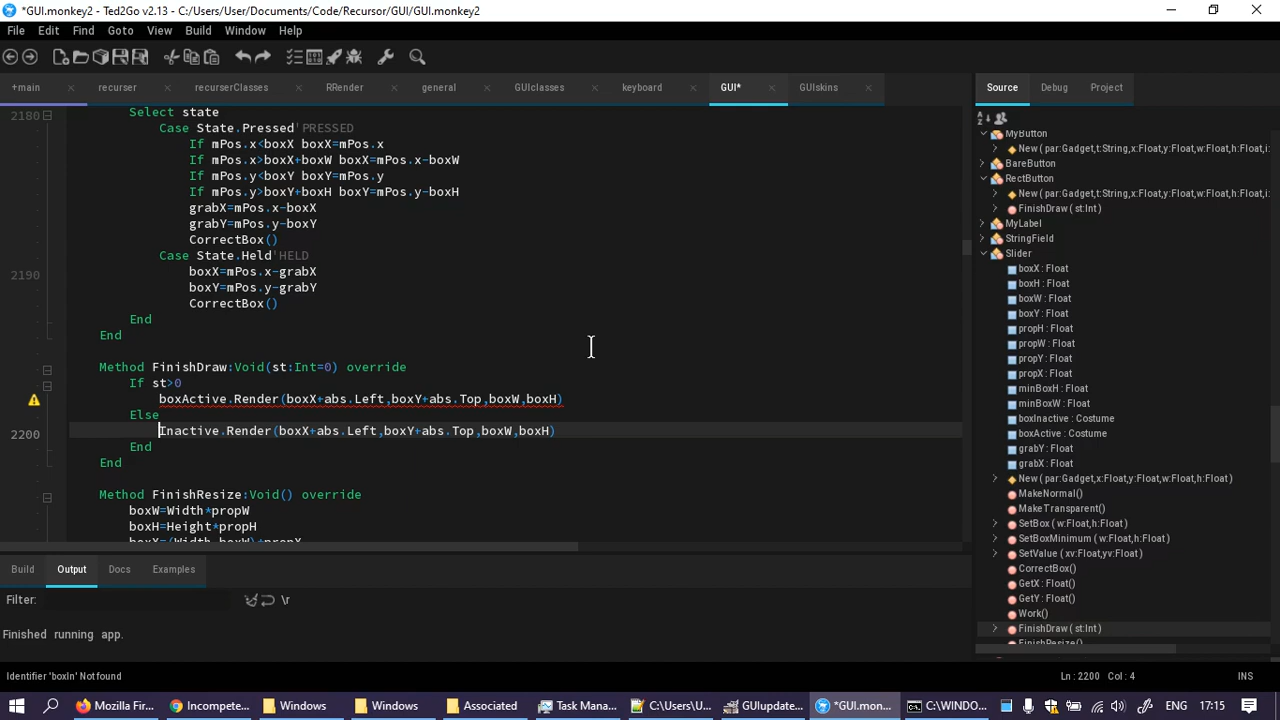 *GUI.monkey2 - Ted2Go v2.13 - C:/Users/User/Documents/Code/Recursor/GUI/GUI.monkey2
File Edit Find Goto View Build Window Help
+main recurser recurserClasses RRender general GUIclasses keyboard GUI* GUIskins
Source Debug Project
2180 Select state
Case State.Pressed'PRESSED
If mPos.x<boxX boxX=mPos.x
If mPos.x>boxX+boxW boxX=mPos.x-boxW
If mPos.y<boxY boxY=mPos.y
If mPos.y>boxY+boxH boxY=mPos.y-boxH
grabX=mPos.x-boxX
grabY=mPos.y-boxY
CorrectBox()
Case State.Held'HELD
2190 boxX=mPos.x-grabX
boxY=mPos.y-grabY
CorrectBox()
End
End
Method FinishDraw:Void(st:Int=0) override
If st>0
boxActive.Render(boxX+abs.Left,boxY+abs.Top,boxW,boxH)
Else
2200 Inactive.Render(boxX+abs.Left,boxY+abs.Top,boxW,boxH)
End
End
Method FinishResize:Void() override
boxW=Width*propW
boxH=Height*propH
boxX=(Width-boxW)*propX
MyButton
New ( par:Gadget,t:String,x:Float,y:Float,w:Float,h:Float,i:
BareButton
RectButton
New ( par:Gadget,t:String,x:Float,y:Float,w:Float,h:Float,i:
FinishDraw ( st:Int )
MyLabel
StringField
Slider
boxX : Float
boxH : Float
boxW : Float
boxY : Float
propH : Float
propW : Float
propY : Float
propX : Float
minBoxH : Float
minBoxW : Float
boxInactive : Costume
boxActive : Costume
grabY : Float
grabX : Float
New ( par:Gadget,x:Float,y:Float,w:Float,h:Float )
MakeNormal()
MakeTransparent()
SetBox ( w:Float,h:Float )
SetBoxMinimum ( w:Float,h:Float )
SetValue ( xv:Float,yv:Float )
CorrectBox()
GetX : Float()
GetY : Float()
Work()
FinishDraw ( st:Int )
FinishResize()
Build Output Docs Examples
Filter: \r
Finished running app.
Identifier 'boxIn' Not found Ln : 2200 Col : 4 INS
Mozilla Fir... Incompete... Windows Windows Associated Task Mana... C:\Users\U... GUIupdate... *GUI.mon... C:\WINDO... ENG 17:15